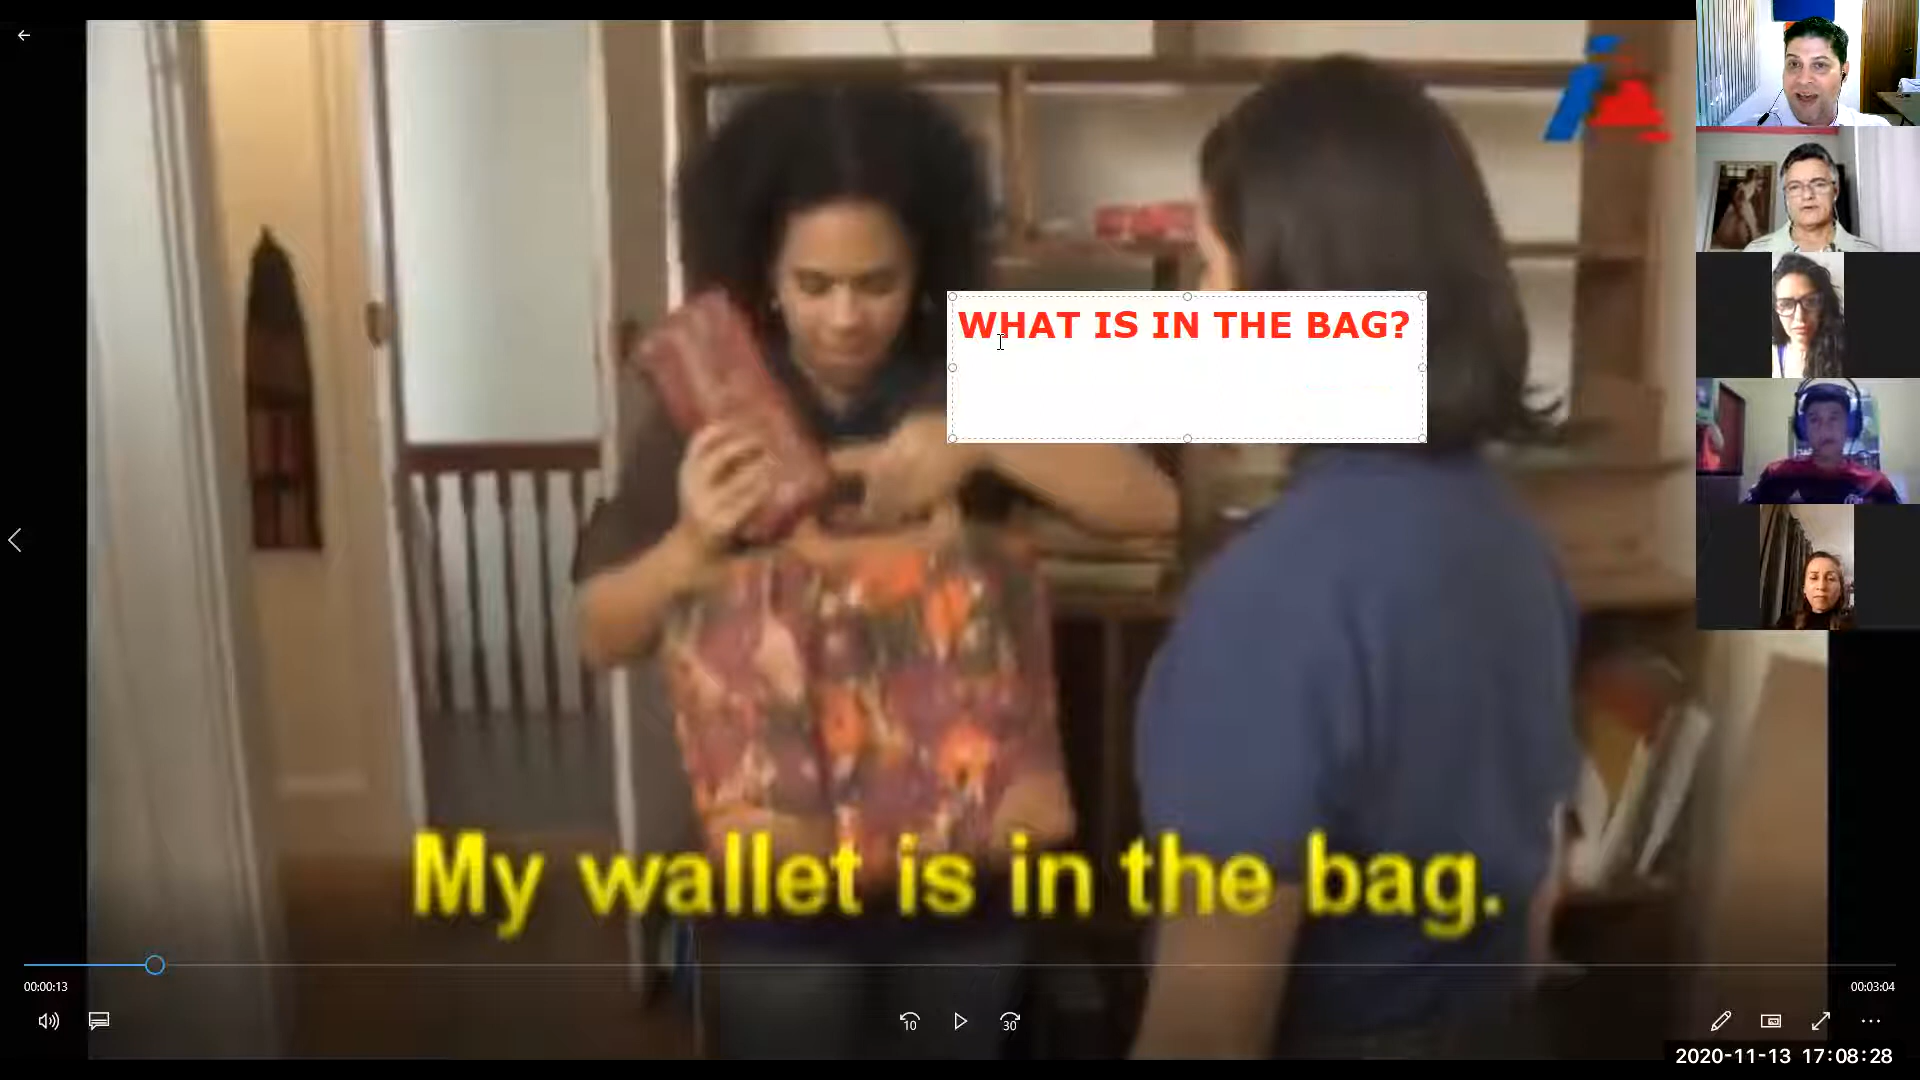 WHAT IS IN THE BAG?
My wallet is in the bag.
00:00:13
00:03:04
10
30
2020-11-13 17:08:28